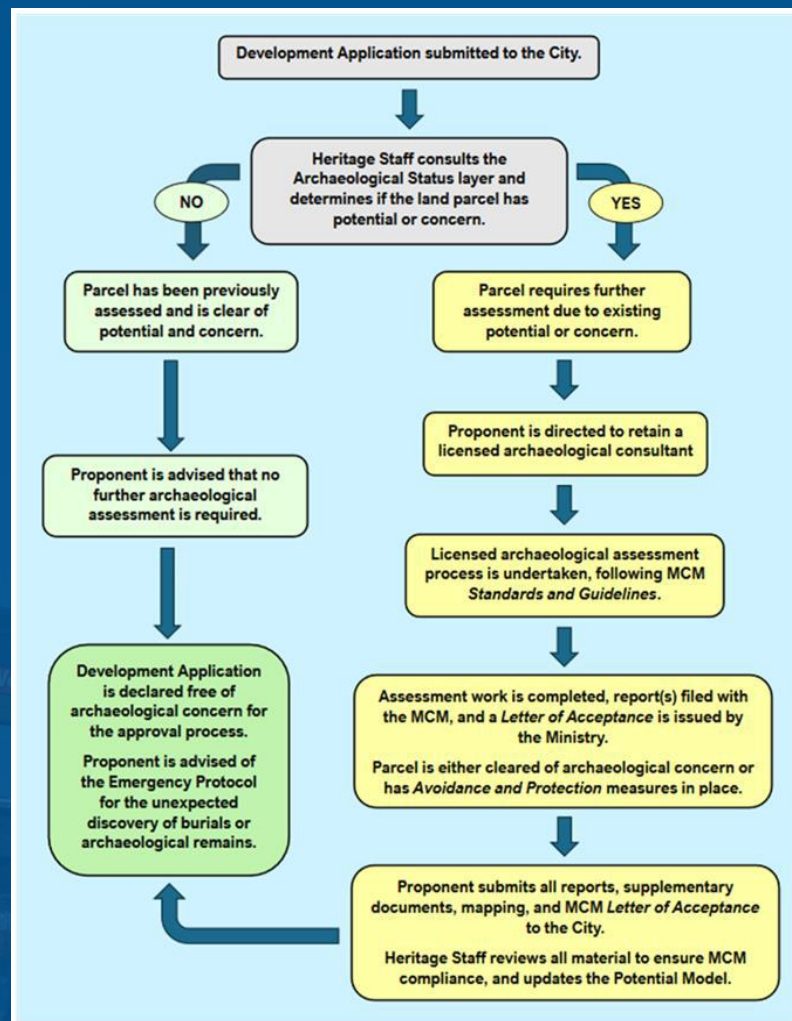 Development Application submitted to the City.
Heritage Staff consults the
Archaeological Status layer and
determines if the land parcel has
potential or concern.
NO
YES
Parcel has been previously
assessed and is clear of
potential and concern.
Parcel requires further
assessment due to existing
potential or concern.
Proponent is advised that no
further archaeological
assessment is required.
Proponent is directed to retain a
licensed archaeological consultant
Licensed archaeological assessment
process is undertaken, following MCM
Standards and Guidelines.
Development Application
is declared free of
archaeological concern for
the approval process.
Proponent is advised of
the Emergency Protocol
for the unexpected
discovery of burials or
archaeological remains.
Assessment work is completed, report(s) filed with
the MCM, and a Letter of Acceptance is issued by
the Ministry.
Parcel is either cleared of archaeological concern or
has Avoidance and Protection measures in place.
Proponent submits all reports, supplementary
documents, mapping, and MCM Letter of Acceptance
to the City.
Heritage Staff reviews all material to ensure MCM
compliance, and updates the Potential Model.